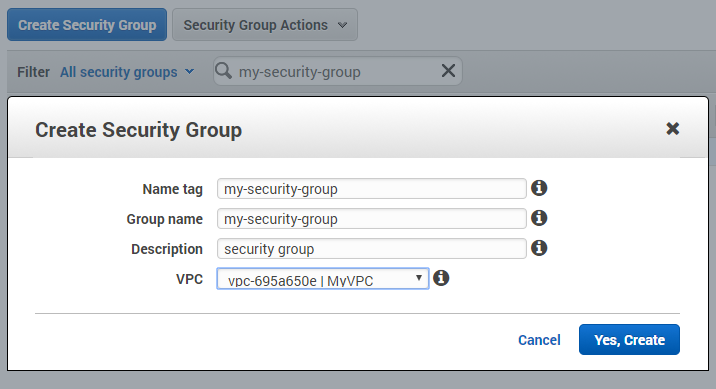 Create Security Group Security Group Actions
Filter All security groups my-security-group
Create Security Group
Name tag my-security-group
Group name my-security-group
Description security group
VPC vpc-695a650e | MyVPC
Cancel Yes, Create